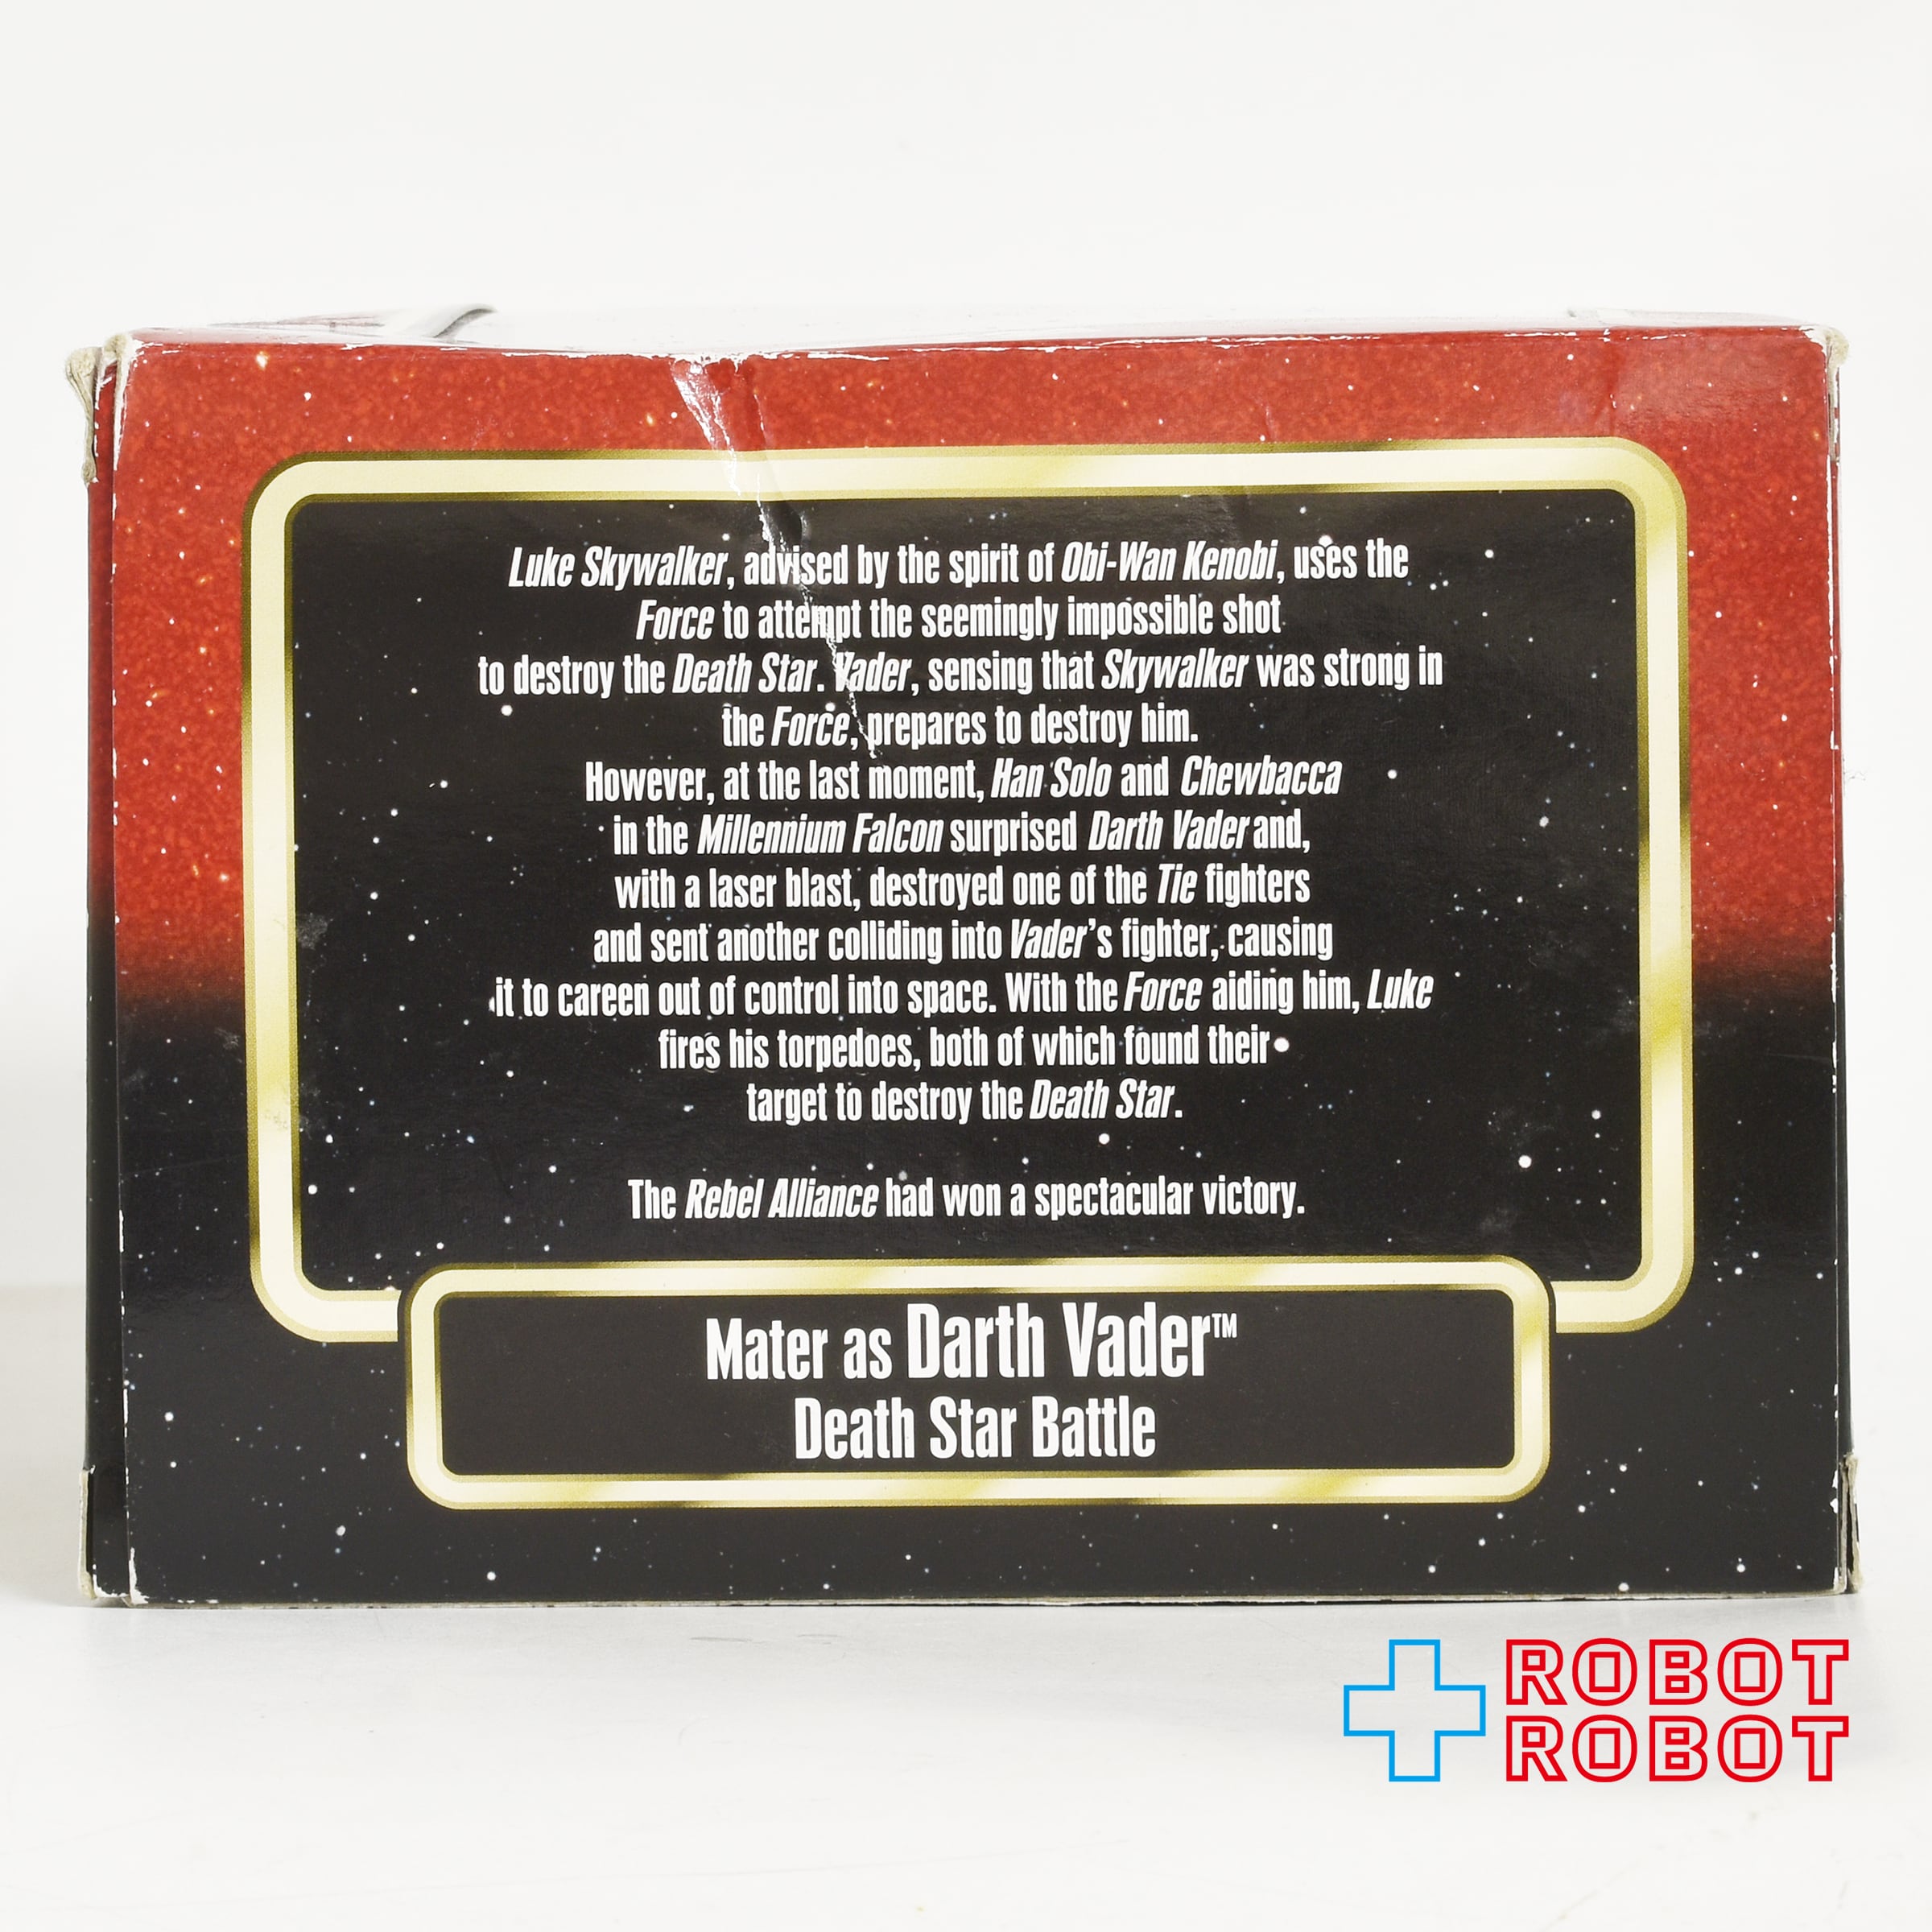 Luke Skywalker, advised by the spirit of Obi-Wan Kenobi, uses the
Force to attempt the seemingly impossible shot
to destroy the Death Star. Vader, sensing that Skywalker was strong in
the Force, prepares to destroy him.
However, at the last moment, Han Solo and Chewbacca
in the Millennium Falcon surprised Darth Vader and,
with a laser blast, destroyed one of the Tie fighters
and sent another colliding into Vader's fighter, causing
it to careen out of control into space. With the Force aiding him, Luke
fires his torpedoes, both of which found their
target to destroy the Death Star.
The Rebel Alliance had won a spectacular victory.
Mater as Darth Vader™
Death Star Battle
ROBOT
ROBOT